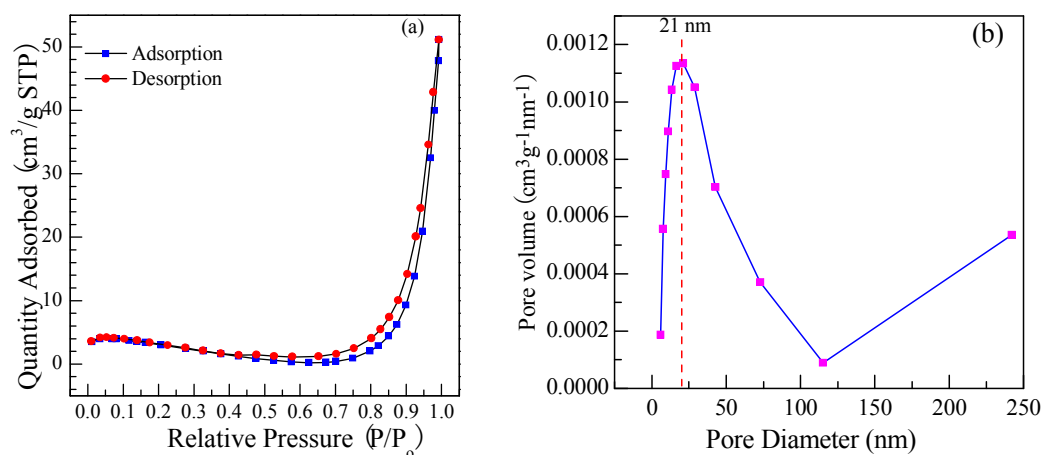 (a)
Adsorption
Desorption
Quantity Adsorbed (cm³/g STP)
50
40
30
20
10
0
0.0 0.1 0.2 0.3 0.4 0.5 0.6 0.7 0.8 0.9 1.0
Relative Pressure (P/P₀)
21 nm
(b)
Pore volume (cm³g⁻¹nm⁻¹)
0.0012
0.0010
0.0008
0.0006
0.0004
0.0002
0.0000
0 50 100 150 200 250
Pore Diameter (nm)